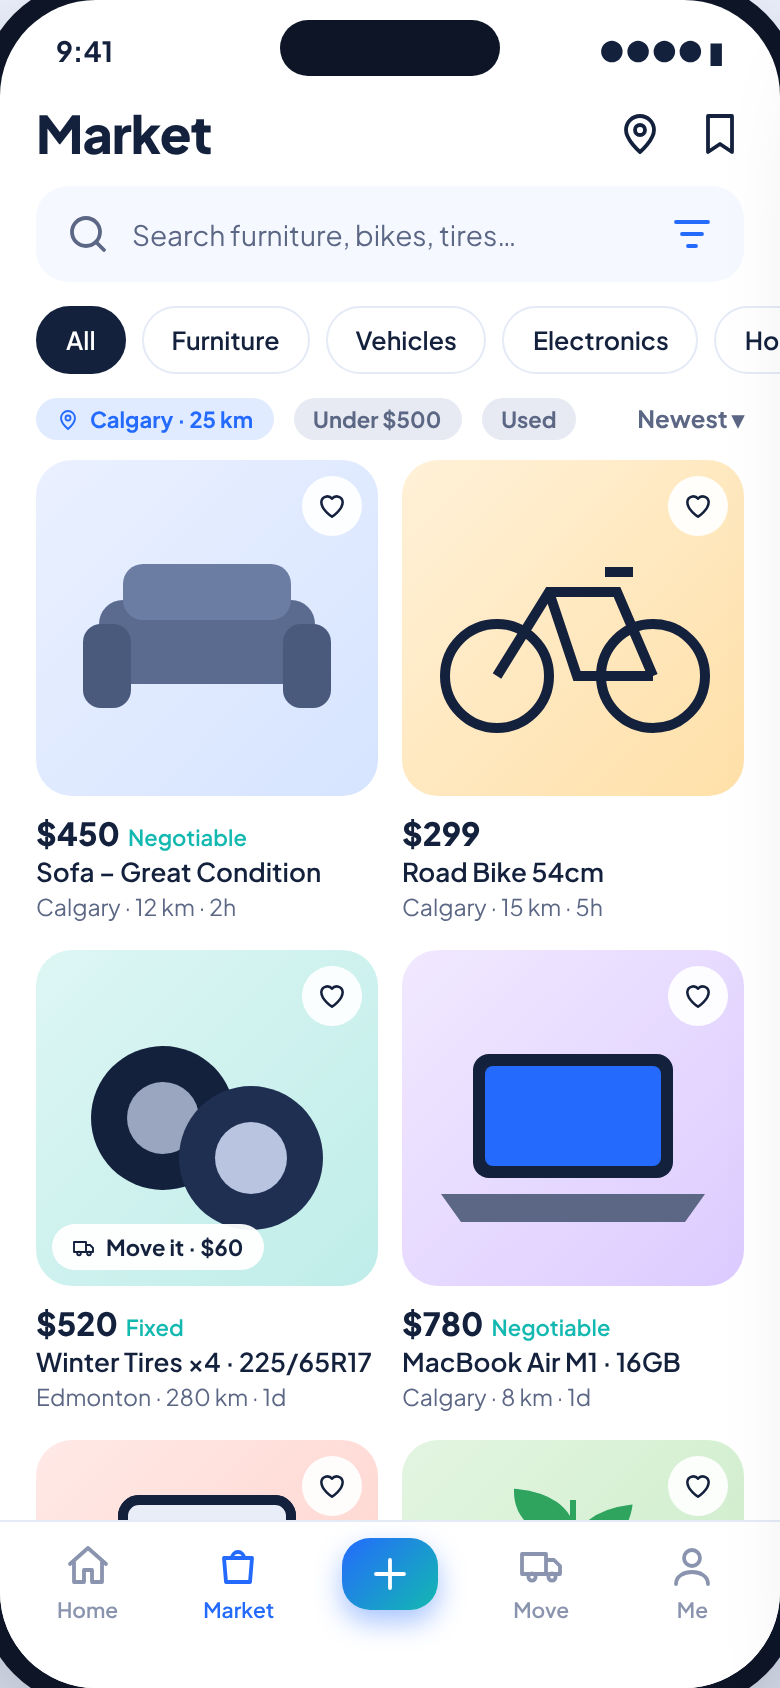 9:41
Market
Search furniture, bikes, tires...
All Furniture Vehicles Electronics Ho
Calgary · 25 km Under $500 Used Newest ▾
$450 Negotiable
Sofa – Great Condition
Calgary · 12 km · 2h
$299
Road Bike 54cm
Calgary · 15 km · 5h
Move it · $60
$520 Fixed
Winter Tires ×4 · 225/65R17
Edmonton · 280 km · 1d
$780 Negotiable
MacBook Air M1 · 16GB
Calgary · 8 km · 1d
Home Market Move Me